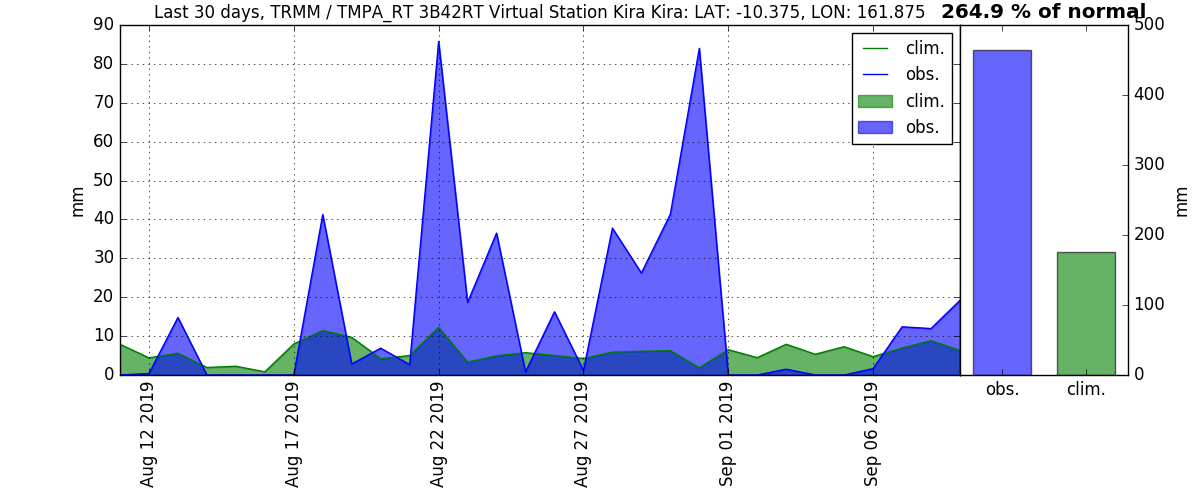 Last 30 days, TRMM / TMPA_RT 3B42RT Virtual Station Kira Kira: LAT: -10.375, LON: 161.875 264.9 % of normal
90
80
70
60
50
40
30
20
10
0
mm
clim.
obs.
clim.
obs.
500
400
300
200
100
0
mm
Aug 12 2019
Aug 17 2019
Aug 22 2019
Aug 27 2019
Sep 01 2019
Sep 06 2019
obs.
clim.